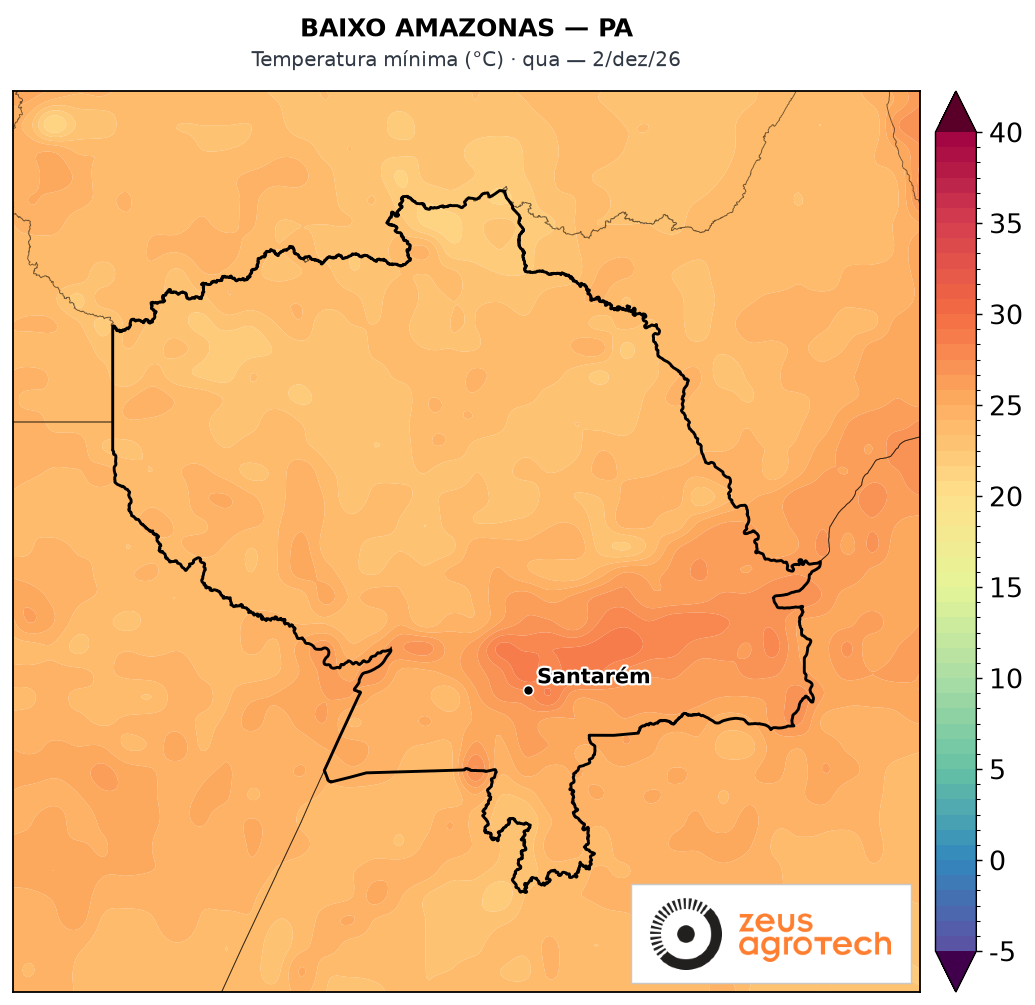 BAIXO AMAZONAS — PA
Temperatura mínima (°C) · qua — 2/dez/26
40
35
30
25
20
15
10
5
0
-5
Santarém
zeus
agrotech